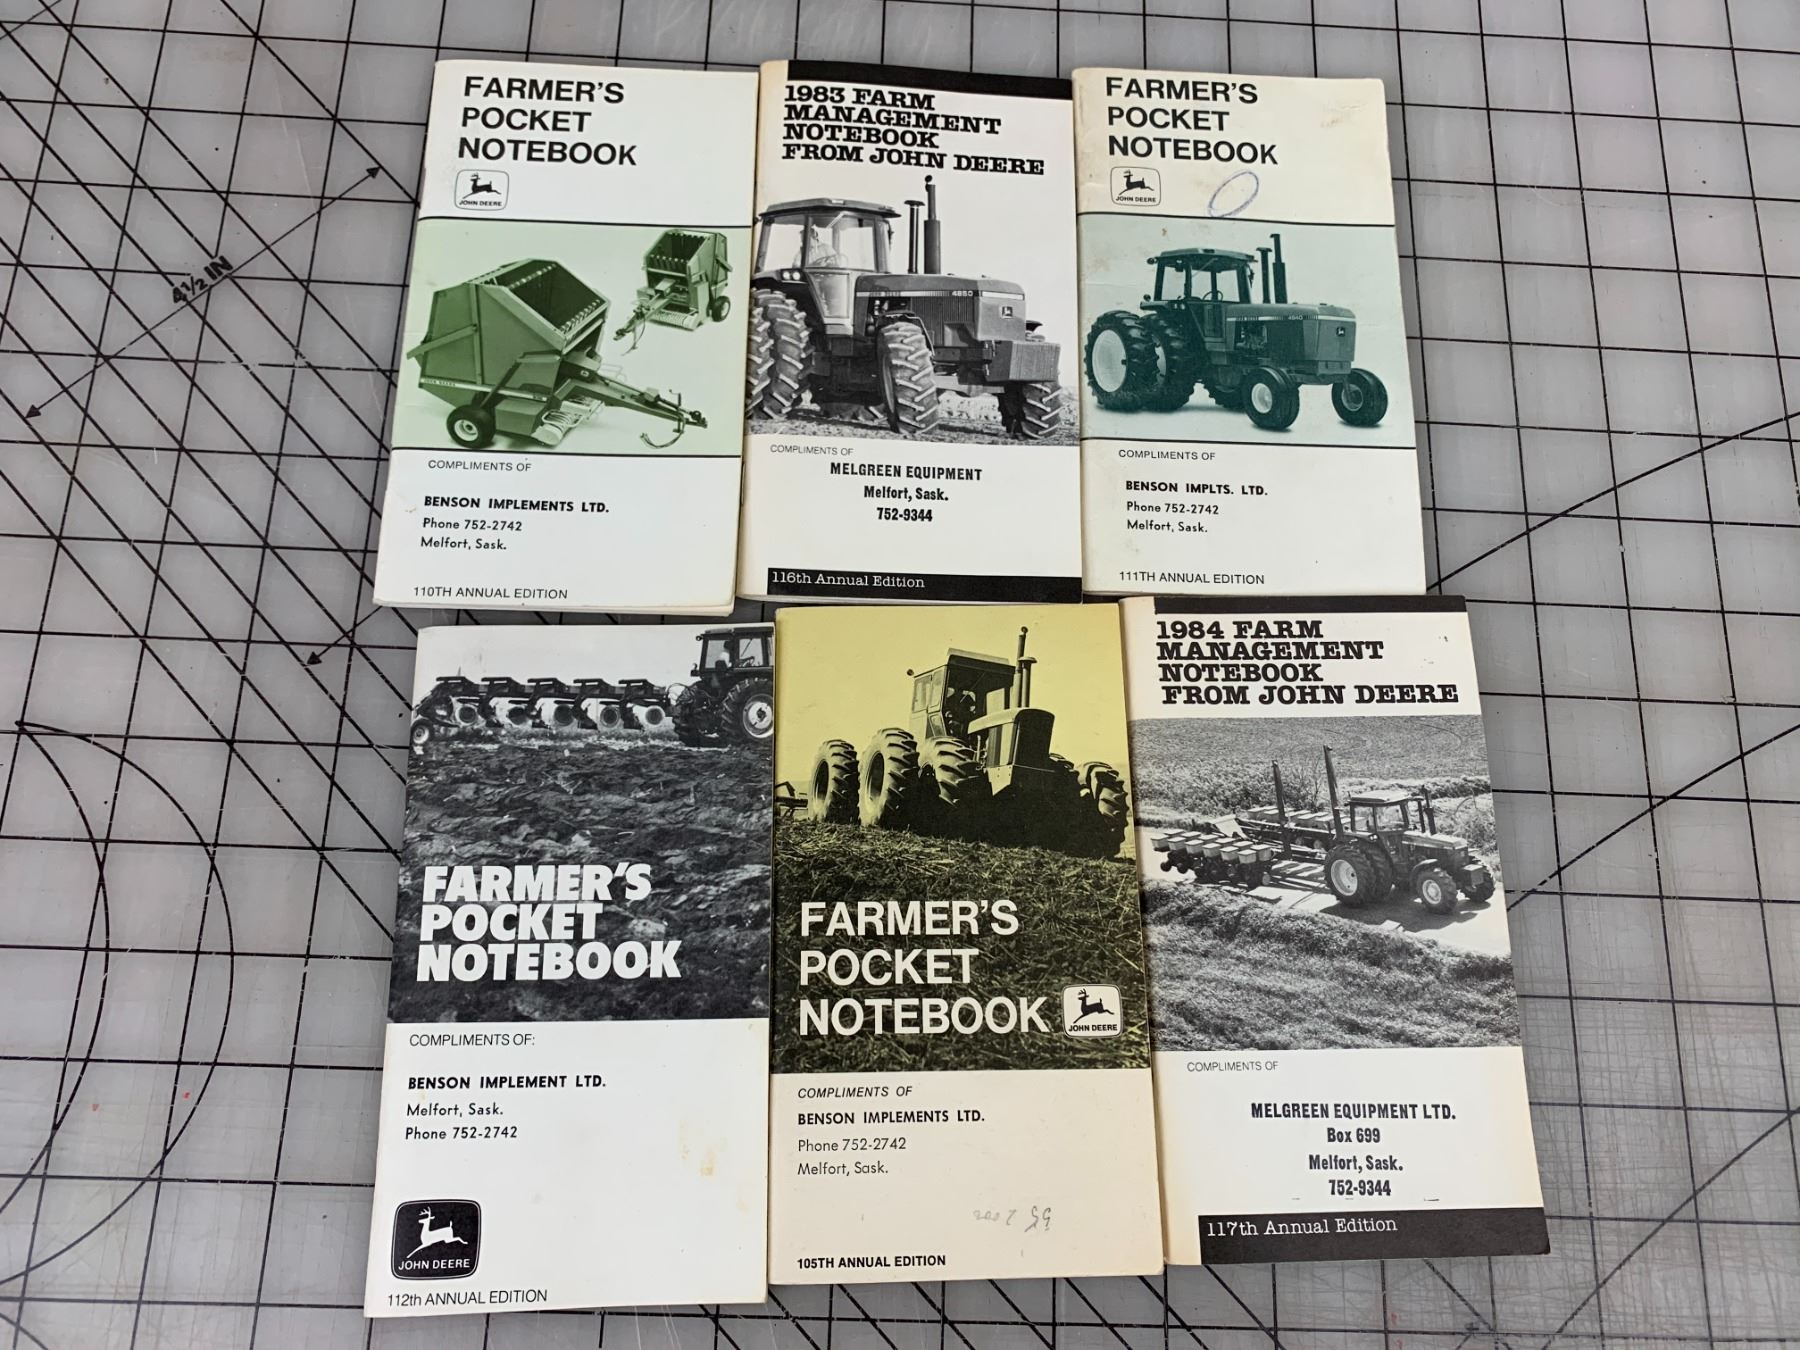 FARMER'S
POCKET
NOTEBOOK
JOHN DEERE
JOHN DEERE
COMPLIMENTS OF
BENSON IMPLEMENTS LTD.
Phone 752-2742
Melfort, Sask.
110TH ANNUAL EDITION
1983 FARM
MANAGEMENT
NOTEBOOK
FROM JOHN DEERE
JOHN DEERE
4850
COMPLIMENTS OF
MELGREEN EQUIPMENT
Melfort, Sask.
752-9344
116th Annual Edition
FARMER'S
POCKET
NOTEBOOK
JOHN DEERE
4840
COMPLIMENTS OF
BENSON IMPLTS. LTD.
Phone 752-2742
Melfort, Sask.
111TH ANNUAL EDITION
4½ IN
FARMER'S
POCKET
NOTEBOOK
COMPLIMENTS OF:
BENSON IMPLEMENT LTD.
Melfort, Sask.
Phone 752-2742
JOHN DEERE
112th ANNUAL EDITION
FARMER'S
POCKET
NOTEBOOK
JOHN DEERE
COMPLIMENTS OF
BENSON IMPLEMENTS LTD.
Phone 752-2742
Melfort, Sask.
105TH ANNUAL EDITION
1984 FARM
MANAGEMENT
NOTEBOOK
FROM JOHN DEERE
COMPLIMENTS OF
MELGREEN EQUIPMENT LTD.
Box 699
Melfort, Sask.
752-9344
117th Annual Edition